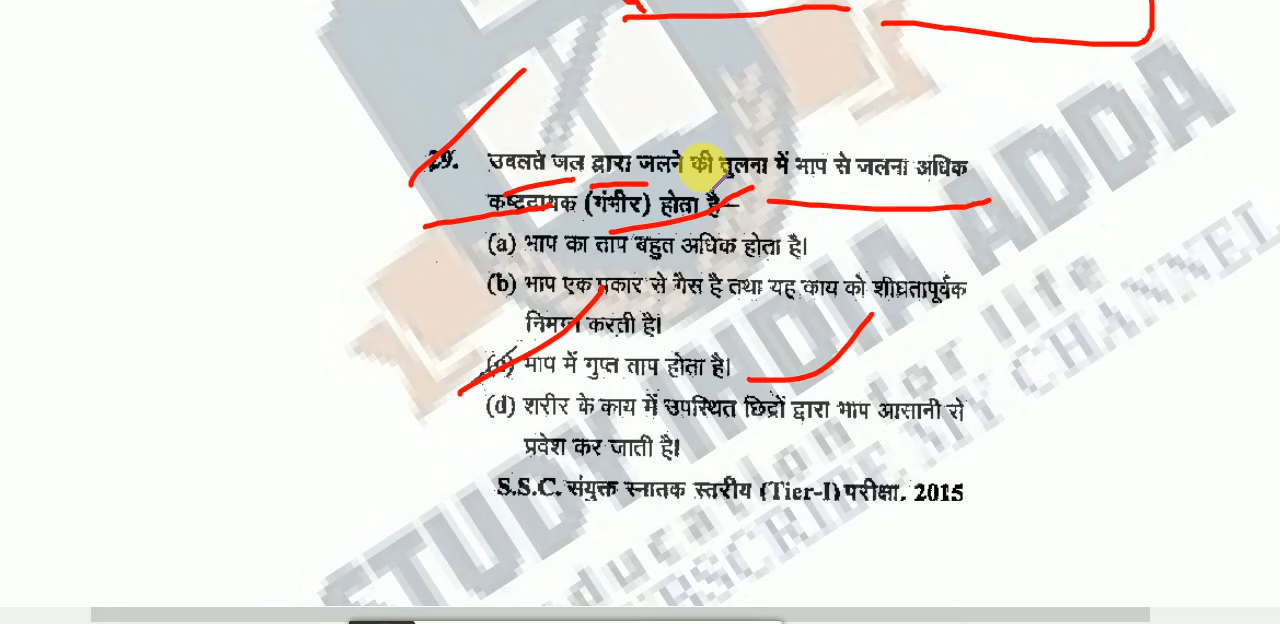 29. उबलते जल द्वारा जलने की तुलना में भाप से जलना अधिक
कष्टदायक (गंभीर) होता है—
(a) भाप का ताप बहुत अधिक होता है।
(b) भाप एक प्रकार से गैस है तथा यह काय को शीघ्रतापूर्वक
निमग्न करती है।
(c) भाप में गुप्त ताप होता है।
(d) शरीर के काय में उपस्थित छिद्रों द्वारा भाप आसानी से
प्रवेश कर जाती है।
S.S.C. संयुक्त स्नातक स्तरीय (Tier-I) परीक्षा. 2015
STUDY INDIA ADDA
MY CHANNEL